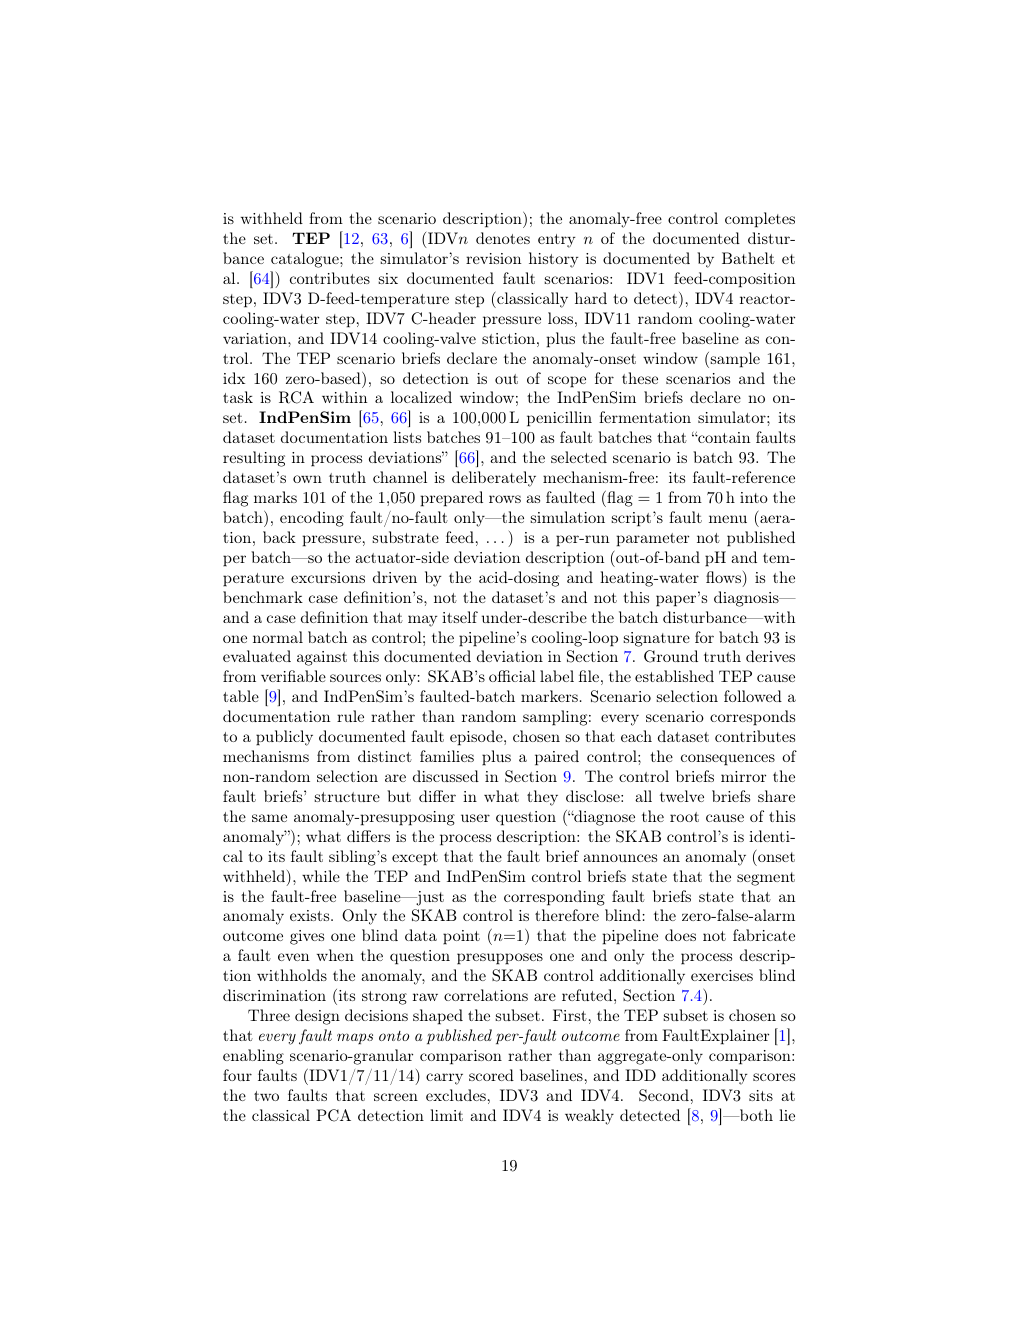 is withheld from the scenario description); the anomaly-free control completes
the set. TEP [12, 63, 6] (IDVn denotes entry n of the documented distur-
bance catalogue; the simulator's revision history is documented by Bathelt et
al. [64]) contributes six documented fault scenarios: IDV1 feed-composition
step, IDV3 D-feed-temperature step (classically hard to detect), IDV4 reactor-
cooling-water step, IDV7 C-header pressure loss, IDV11 random cooling-water
variation, and IDV14 cooling-valve stiction, plus the fault-free baseline as con-
trol. The TEP scenario briefs declare the anomaly-onset window (sample 161,
idx 160 zero-based), so detection is out of scope for these scenarios and the
task is RCA within a localized window; the IndPenSim briefs declare no on-
set. IndPenSim [65, 66] is a 100,000 L penicillin fermentation simulator; its
dataset documentation lists batches 91–100 as fault batches that “contain faults
resulting in process deviations” [66], and the selected scenario is batch 93. The
dataset's own truth channel is deliberately mechanism-free: its fault-reference
flag marks 101 of the 1,050 prepared rows as faulted (flag = 1 from 70 h into the
batch), encoding fault/no-fault only—the simulation script's fault menu (aera-
tion, back pressure, substrate feed, ...) is a per-run parameter not published
per batch—so the actuator-side deviation description (out-of-band pH and tem-
perature excursions driven by the acid-dosing and heating-water flows) is the
benchmark case definition's, not the dataset's and not this paper's diagnosis—
and a case definition that may itself under-describe the batch disturbance—with
one normal batch as control; the pipeline's cooling-loop signature for batch 93 is
evaluated against this documented deviation in Section 7. Ground truth derives
from verifiable sources only: SKAB's official label file, the established TEP cause
table [9], and IndPenSim's faulted-batch markers. Scenario selection followed a
documentation rule rather than random sampling: every scenario corresponds
to a publicly documented fault episode, chosen so that each dataset contributes
mechanisms from distinct families plus a paired control; the consequences of
non-random selection are discussed in Section 9. The control briefs mirror the
fault briefs' structure but differ in what they disclose: all twelve briefs share
the same anomaly-presupposing user question (“diagnose the root cause of this
anomaly”); what differs is the process description: the SKAB control's is identi-
cal to its fault sibling's except that the fault brief announces an anomaly (onset
withheld), while the TEP and IndPenSim control briefs state that the segment
is the fault-free baseline—just as the corresponding fault briefs state that an
anomaly exists. Only the SKAB control is therefore blind: the zero-false-alarm
outcome gives one blind data point (n=1) that the pipeline does not fabricate
a fault even when the question presupposes one and only the process descrip-
tion withholds the anomaly, and the SKAB control additionally exercises blind
discrimination (its strong raw correlations are refuted, Section 7.4).
Three design decisions shaped the subset. First, the TEP subset is chosen so
that every fault maps onto a published per-fault outcome from FaultExplainer [1],
enabling scenario-granular comparison rather than aggregate-only comparison:
four faults (IDV1/7/11/14) carry scored baselines, and IDD additionally scores
the two faults that screen excludes, IDV3 and IDV4. Second, IDV3 sits at
the classical PCA detection limit and IDV4 is weakly detected [8, 9]—both lie
19